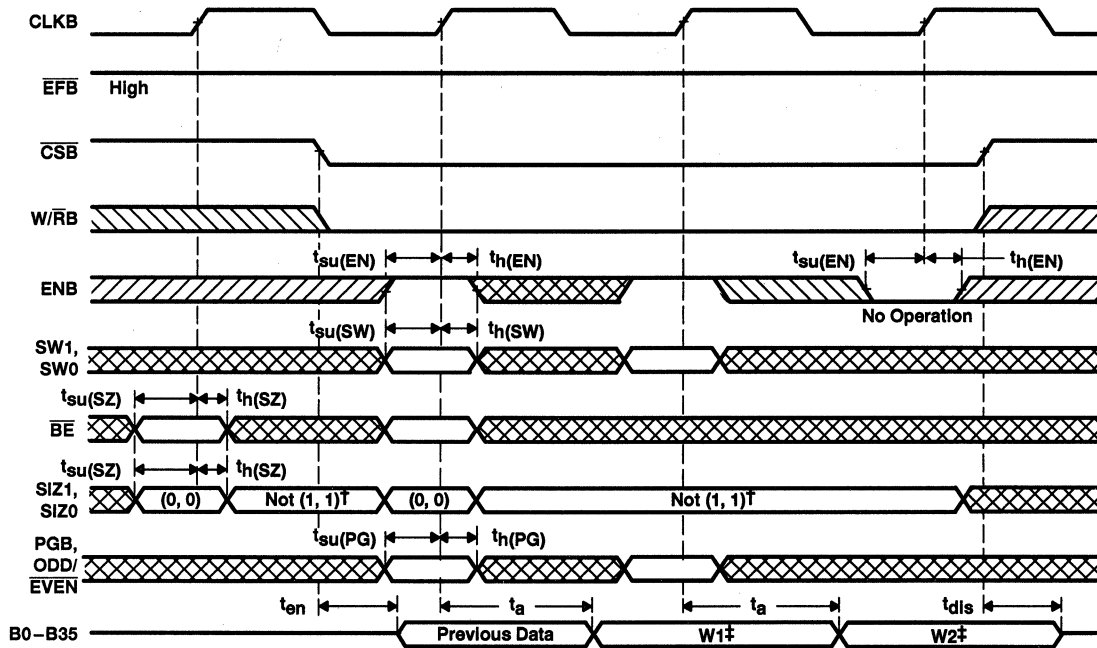 CLKB
EFB High
CSB
W/RB
tsu(EN) th(EN) tsu(EN) th(EN)
ENB
No Operation
tsu(SW) th(SW)
SW1,
SW0
tsu(SZ) th(SZ)
BE
tsu(SZ) th(SZ)
SIZ1,
SIZ0
(0, 0) Not (1, 1)† (0, 0) Not (1, 1)†
tsu(PG) th(PG)
PGB,
ODD/
EVEN
ten ta ta tdis
B0–B35 Previous Data W1‡ W2‡